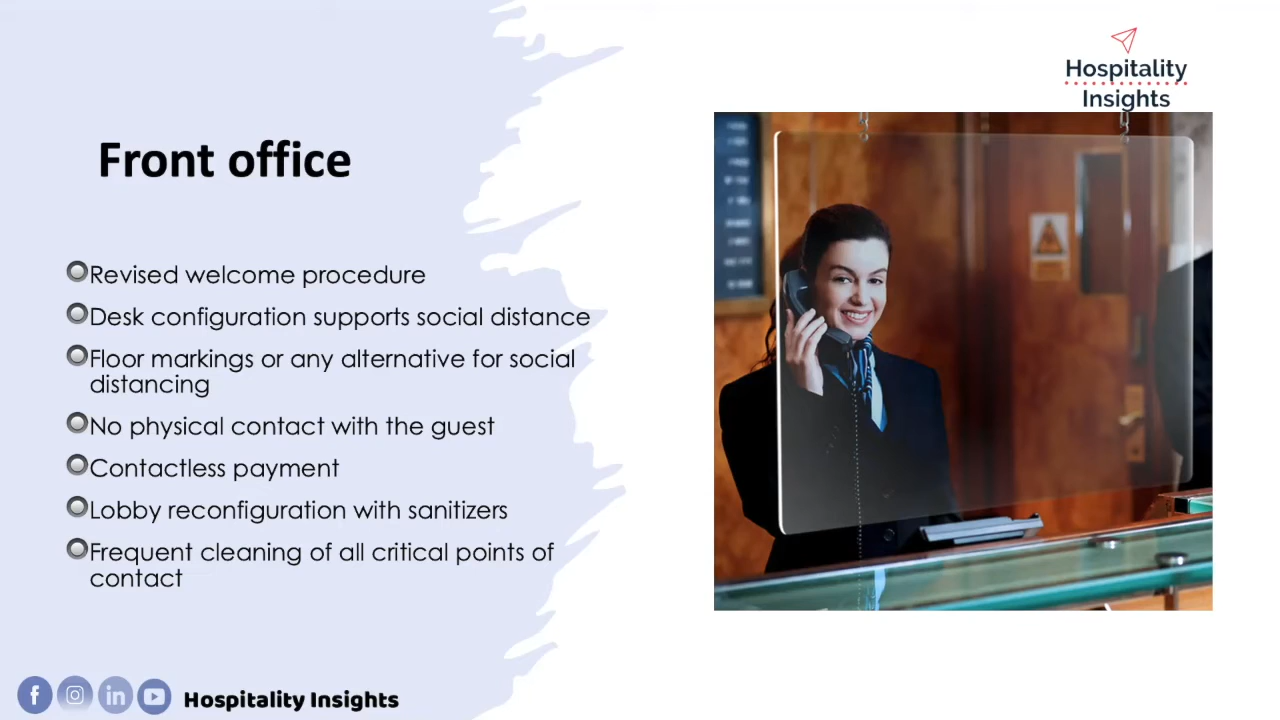 Hospitality
Insights
Front office
Revised welcome procedure
Desk configuration supports social distance
Floor markings or any alternative for social
distancing
No physical contact with the guest
Contactless payment
Lobby reconfiguration with sanitizers
Frequent cleaning of all critical points of
contact
Hospitality Insights